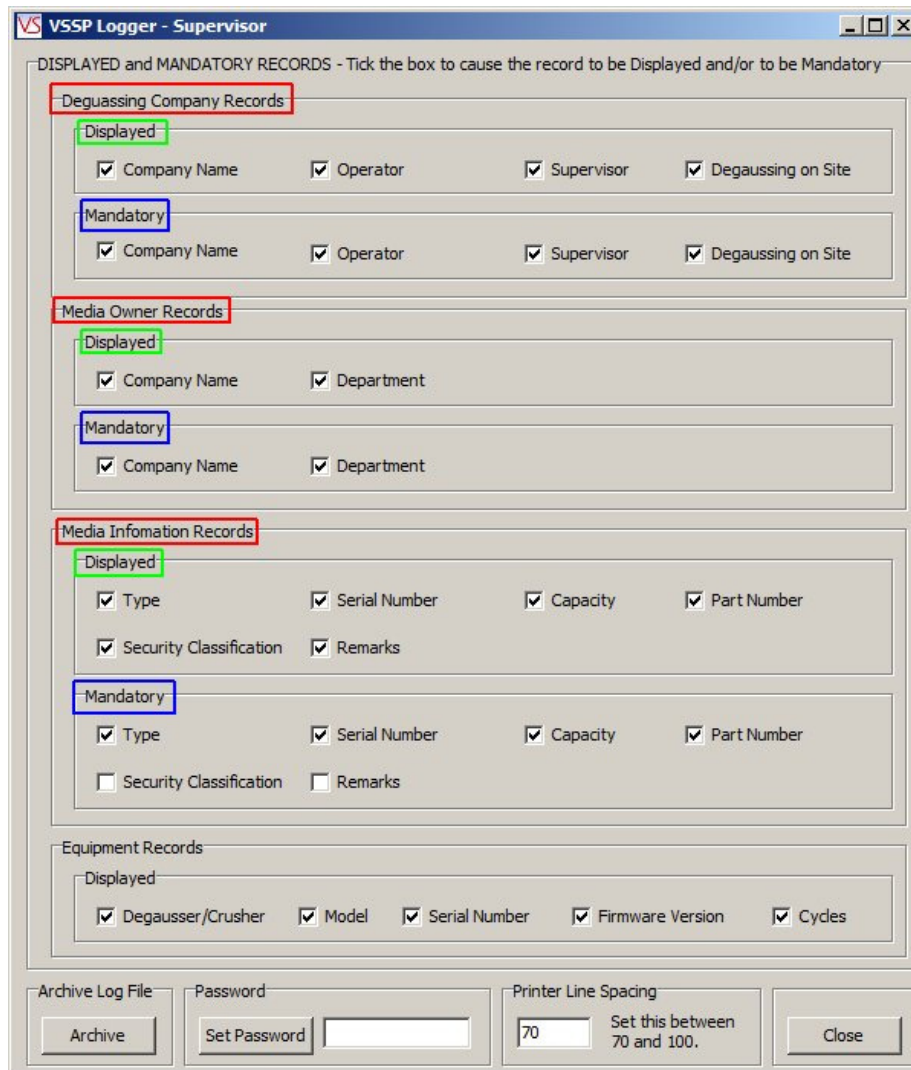 VS VSSP Logger - Supervisor
DISPLAYED and MANDATORY RECORDS - Tick the box to cause the record to be Displayed and/or to be Mandatory
Deguassing Company Records
Displayed
Company Name Operator Supervisor Degaussing on Site
Mandatory
Company Name Operator Supervisor Degaussing on Site
Media Owner Records
Displayed
Company Name Department
Mandatory
Company Name Department
Media Infomation Records
Displayed
Type Serial Number Capacity Part Number
Security Classification Remarks
Mandatory
Type Serial Number Capacity Part Number
Security Classification Remarks
Equipment Records
Displayed
Degausser/Crusher Model Serial Number Firmware Version Cycles
Archive Log File
Archive
Password
Set Password
Printer Line Spacing
70
Set this between
70 and 100.
Close